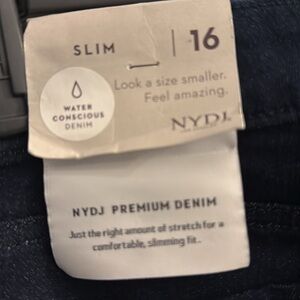 SLIM | 16
WATER
CONSCIOUS
DENIM
Look a size smaller.
Feel amazing.
NYDJ
NYDJ PREMIUM DENIM
Just the right amount of stretch for a
comfortable, slimming fit..